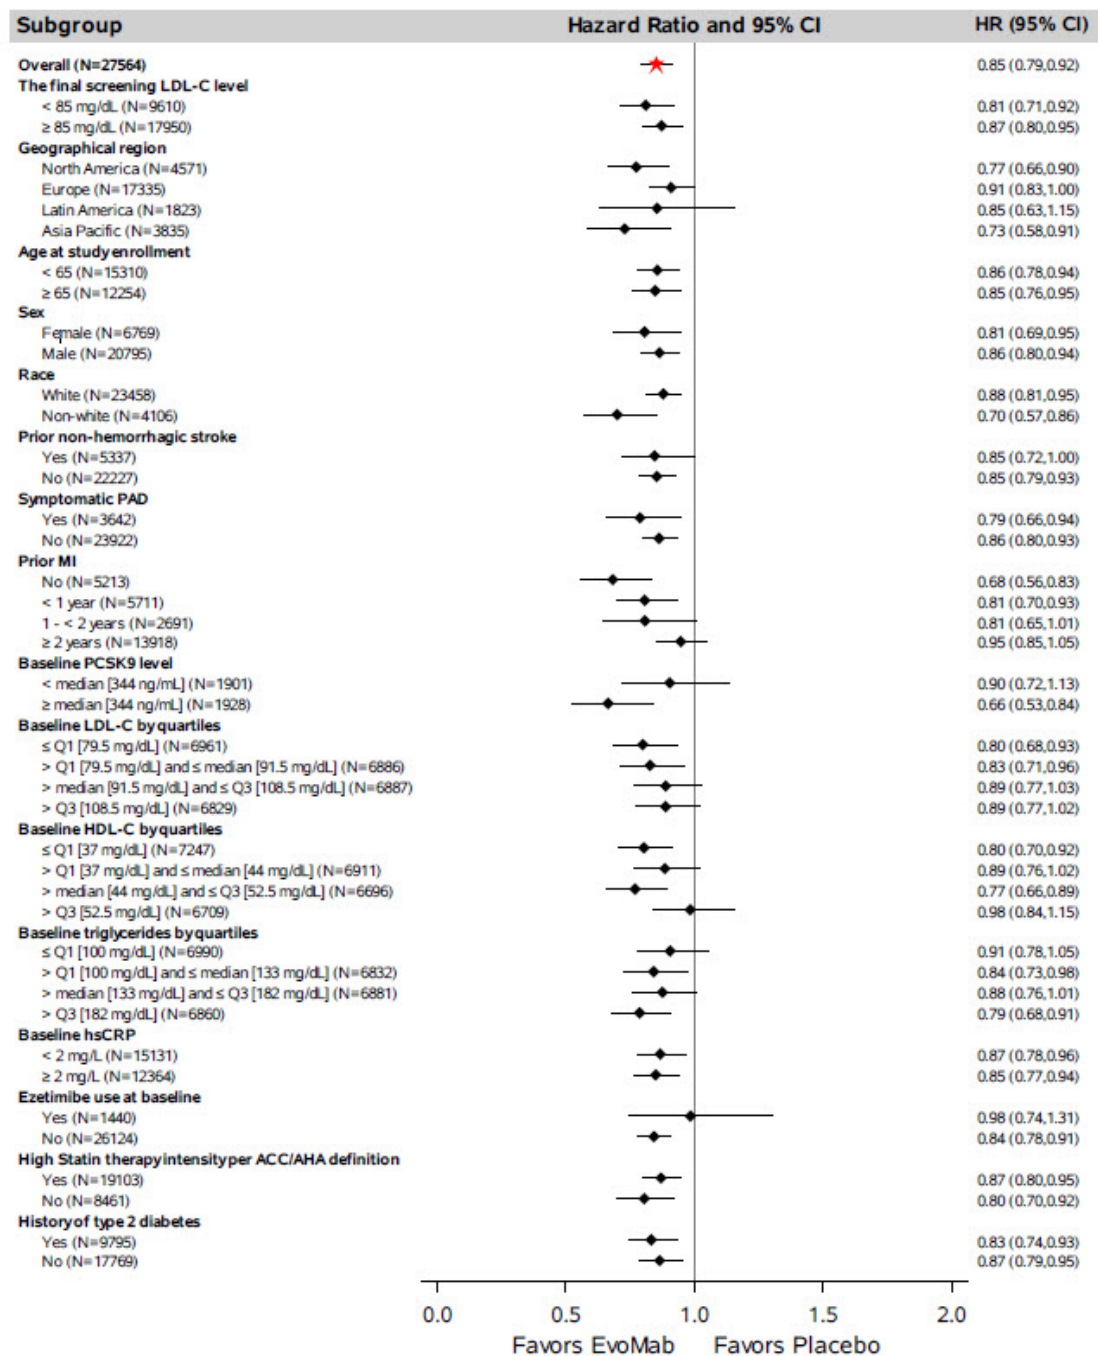 Subgroup Hazard Ratio and 95% CI HR (95% CI)
Overall (N=27564) 0.85 (0.79,0.92)
The final screening LDL-C level
< 85 mg/dL (N=9610) 0.81 (0.71,0.92)
≥ 85 mg/dL (N=17950) 0.87 (0.80,0.95)
Geographical region
North America (N=4571) 0.77 (0.66,0.90)
Europe (N=17335) 0.91 (0.83,1.00)
Latin America (N=1823) 0.85 (0.63,1.15)
Asia Pacific (N=3835) 0.73 (0.58,0.91)
Age at study enrollment
< 65 (N=15310) 0.86 (0.78,0.94)
≥ 65 (N=12254) 0.85 (0.76,0.95)
Sex
Female (N=6769) 0.81 (0.69,0.95)
Male (N=20795) 0.86 (0.80,0.94)
Race
White (N=23458) 0.88 (0.81,0.95)
Non-white (N=4106) 0.70 (0.57,0.86)
Prior non-hemorrhagic stroke
Yes (N=5337) 0.85 (0.72,1.00)
No (N=22227) 0.85 (0.79,0.93)
Symptomatic PAD
Yes (N=3642) 0.79 (0.66,0.94)
No (N=23922) 0.86 (0.80,0.93)
Prior MI
No (N=5213) 0.68 (0.56,0.83)
< 1 year (N=5711) 0.81 (0.70,0.93)
1 - < 2 years (N=2691) 0.81 (0.65,1.01)
≥ 2 years (N=13918) 0.95 (0.85,1.05)
Baseline PCSK9 level
< median [344 ng/mL] (N=1901) 0.90 (0.72,1.13)
≥ median [344 ng/mL] (N=1928) 0.66 (0.53,0.84)
Baseline LDL-C by quartiles
≤ Q1 [79.5 mg/dL] (N=6961) 0.80 (0.68,0.93)
> Q1 [79.5 mg/dL] and ≤ median [91.5 mg/dL] (N=6886) 0.83 (0.71,0.96)
> median [91.5 mg/dL] and ≤ Q3 [108.5 mg/dL] (N=6887) 0.89 (0.77,1.03)
> Q3 [108.5 mg/dL] (N=6829) 0.89 (0.77,1.02)
Baseline HDL-C by quartiles
≤ Q1 [37 mg/dL] (N=7247) 0.80 (0.70,0.92)
> Q1 [37 mg/dL] and ≤ median [44 mg/dL] (N=6911) 0.89 (0.76,1.02)
> median [44 mg/dL] and ≤ Q3 [52.5 mg/dL] (N=6696) 0.77 (0.66,0.89)
> Q3 [52.5 mg/dL] (N=6709) 0.98 (0.84,1.15)
Baseline triglycerides by quartiles
≤ Q1 [100 mg/dL] (N=6990) 0.91 (0.78,1.05)
> Q1 [100 mg/dL] and ≤ median [133 mg/dL] (N=6832) 0.84 (0.73,0.98)
> median [133 mg/dL] and ≤ Q3 [182 mg/dL] (N=6881) 0.88 (0.76,1.01)
> Q3 [182 mg/dL] (N=6860) 0.79 (0.68,0.91)
Baseline hsCRP
< 2 mg/L (N=15131) 0.87 (0.78,0.96)
≥ 2 mg/L (N=12364) 0.85 (0.77,0.94)
Ezetimibe use at baseline
Yes (N=1440) 0.98 (0.74,1.31)
No (N=26124) 0.84 (0.78,0.91)
High Statin therapy intensity per ACC/AHA definition
Yes (N=19103) 0.87 (0.80,0.95)
No (N=8461) 0.80 (0.70,0.92)
History of type 2 diabetes
Yes (N=9795) 0.83 (0.74,0.93)
No (N=17769) 0.87 (0.79,0.95)
0.0 0.5 1.0 1.5 2.0
Favors EvoMab Favors Placebo